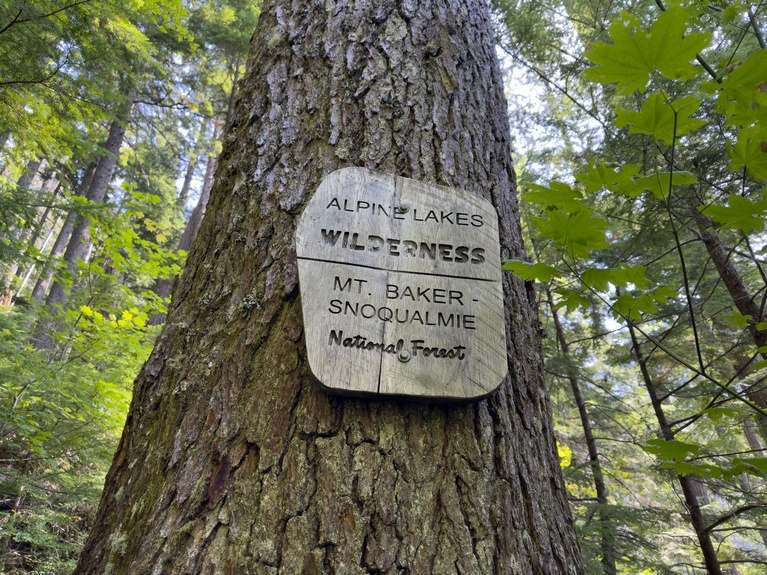 ALPINE LAKES
WILDERNESS
MT. BAKER -
SNOQUALMIE
National Forest